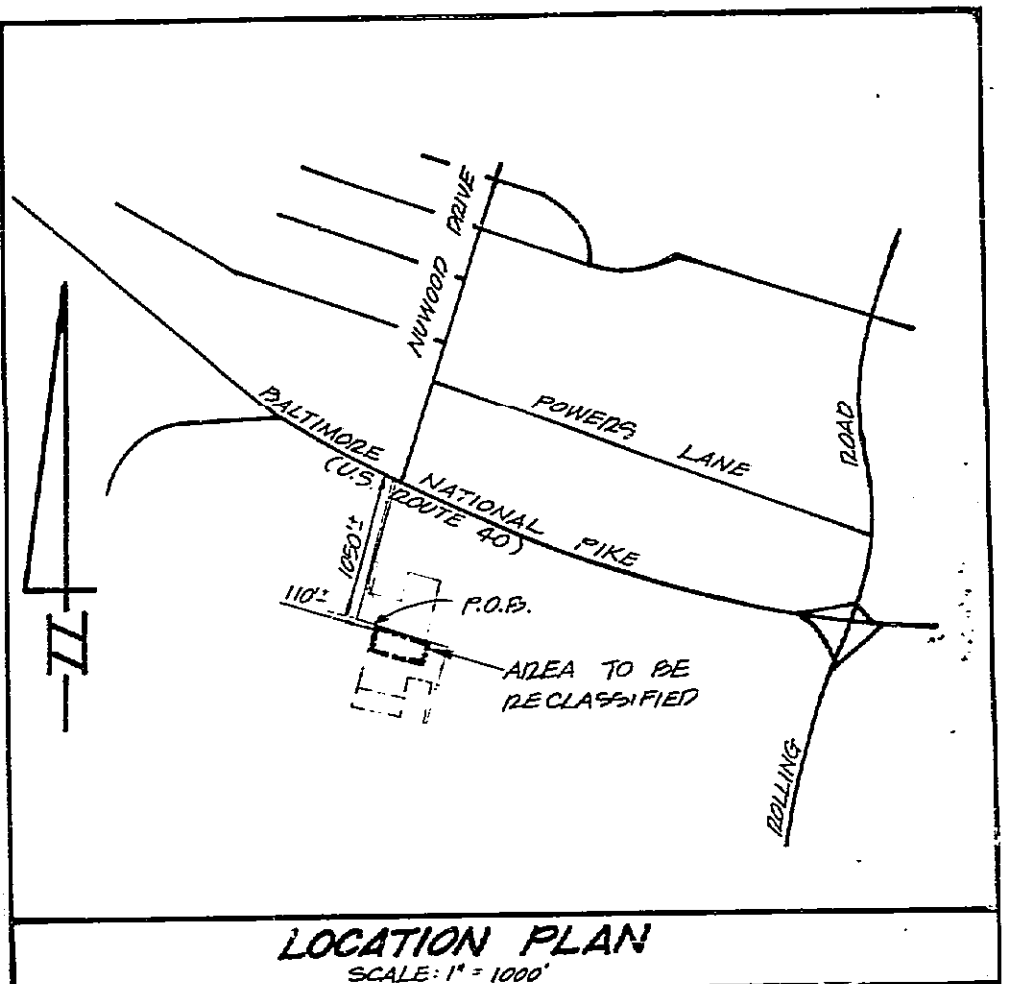 NUWOOD DRIVE
BALTIMORE NATIONAL PIKE
(U.S. ROUTE 40)
POWERS LANE
ROLLING ROAD
1050'±
110'±
P.O.B.
AREA TO BE
RECLASSIFIED
N
LOCATION PLAN
SCALE: 1" = 1000'